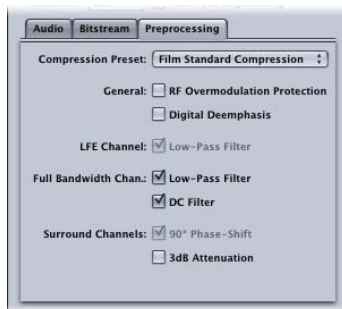 Audio Bitstream Preprocessing
Compression Preset: Film Standard Compression
General: RF Overmodulation Protection
Digital Deemphasis
LFE Channel: Low-Pass Filter
Full Bandwidth Chan.: Low-Pass Filter
DC Filter
Surround Channels: 90° Phase-Shift
3dB Attenuation